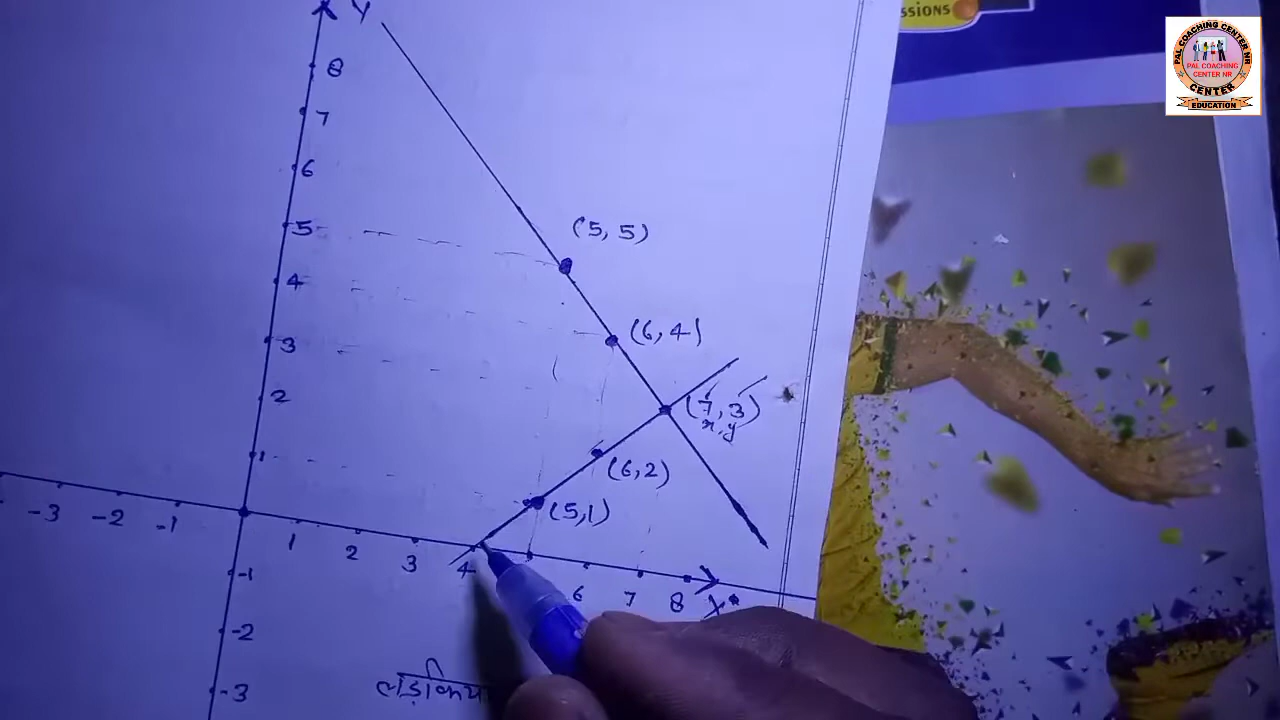 SSIONS
PAL COACHING CENTER NR
PAL COACHING
CENTER NR
CENTER
EDUCATION
Y
8
7
6
5
4
3
2
1
-3 -2 -1 1 2 3 4 6 7 8 X
-1
-2
-3
(5, 5)
(6, 4)
(7, 3)
x, y
(6, 2)
(5, 1)